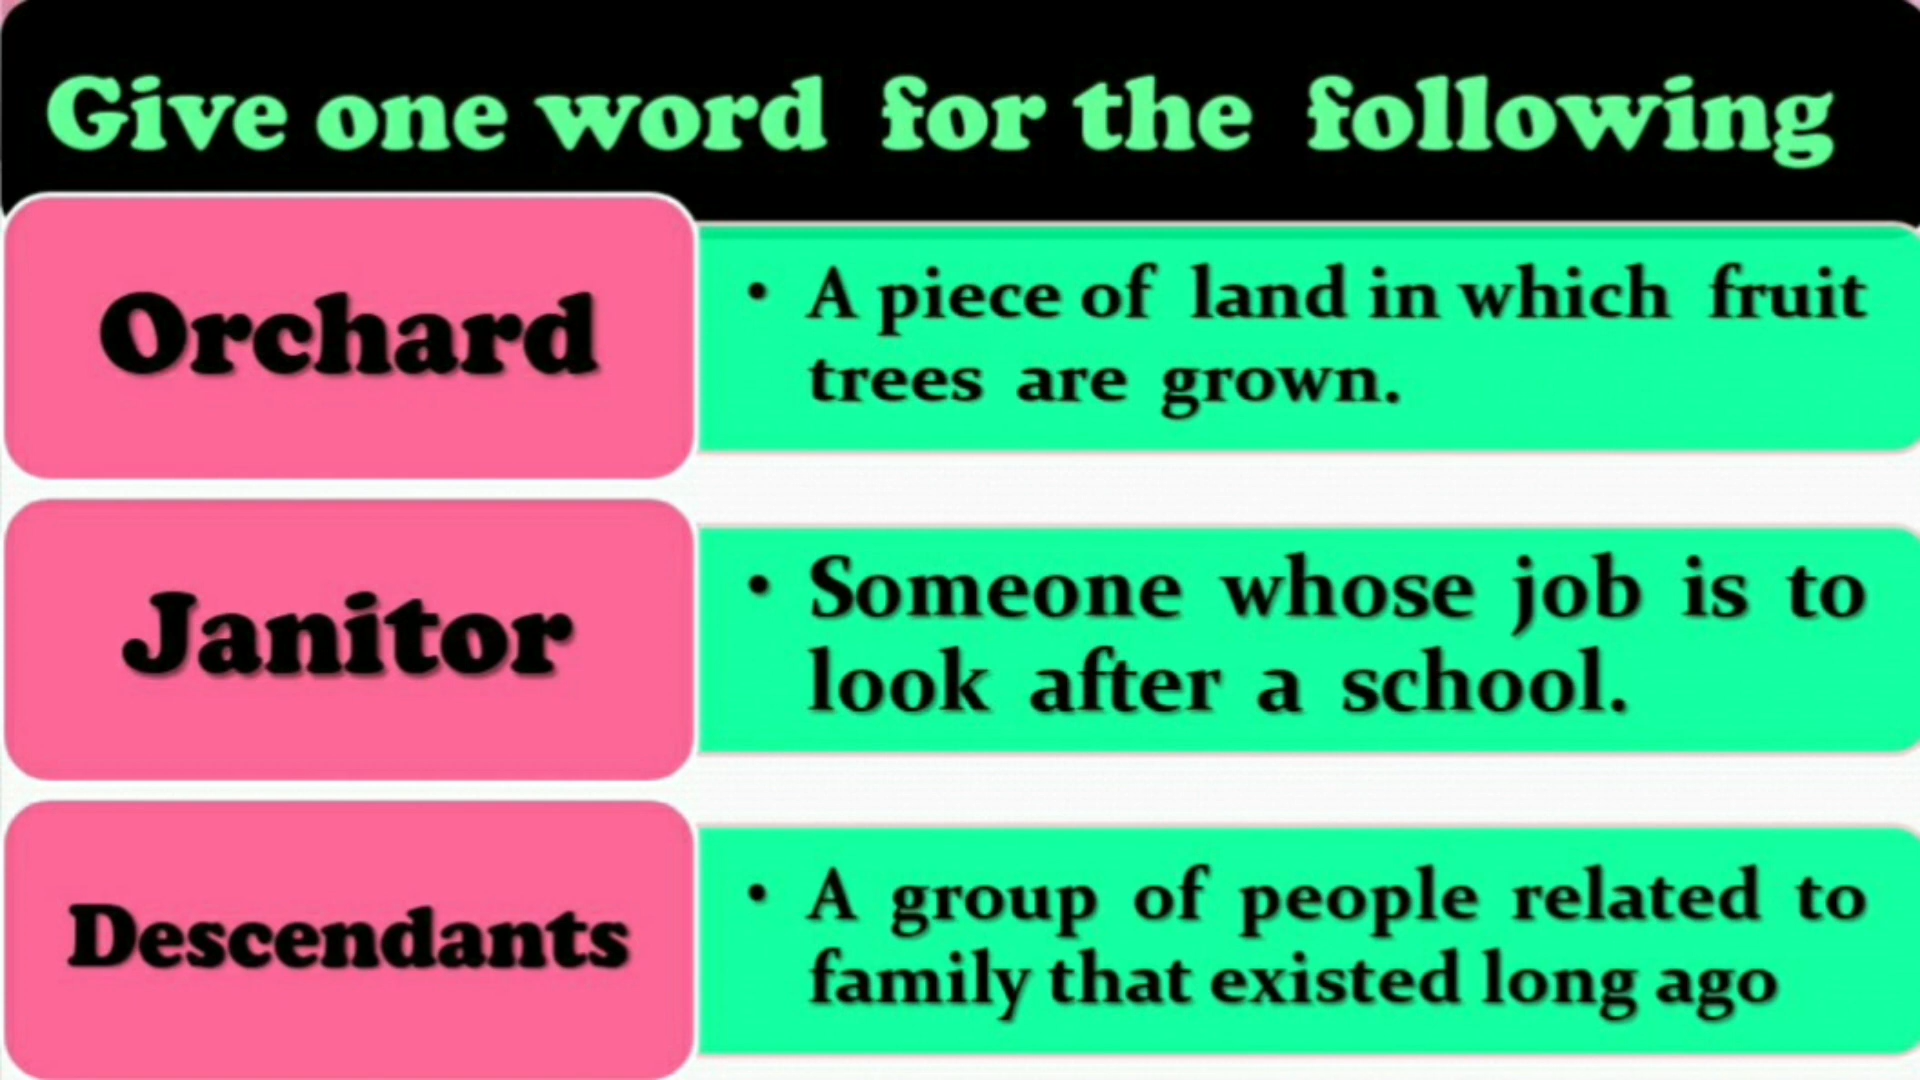 Give one word for the following
Orchard
• A piece of land in which fruit
trees are grown.
Janitor
• Someone whose job is to
look after a school.
Descendants
• A group of people related to
family that existed long ago